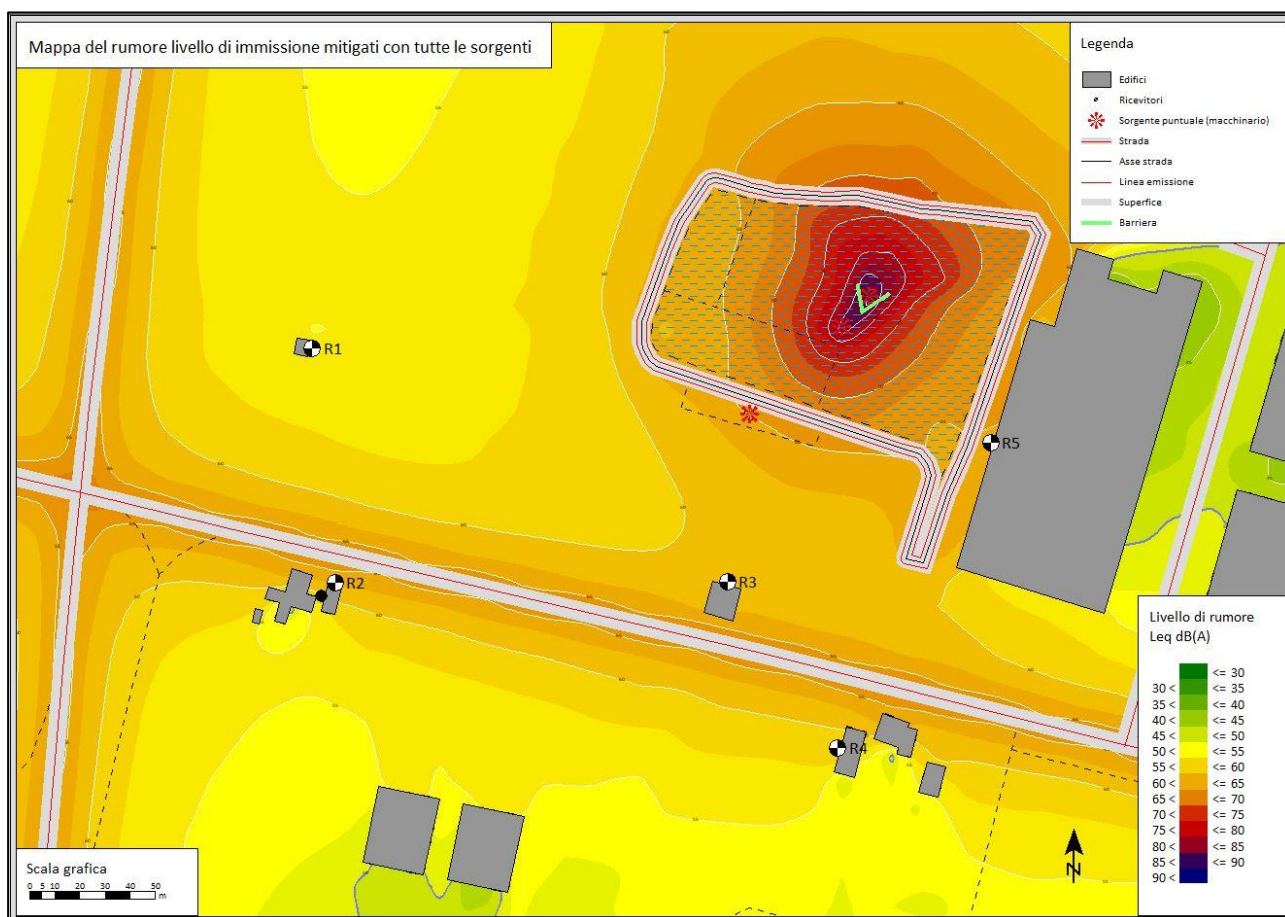 Mappa del rumore livello di immissione mitigati con tutte le sorgenti
Legenda
Edifici
Ricevitori
Sorgente puntuale (macchinario)
Strada
Asse strada
Linea emissione
Superfice
Barriera
R1
R5
R2
R3
R4
N
Scala grafica
0 5 10 20 30 40 50
m
Livello di rumore
Leq dB(A)
<= 30
30 < <= 35
35 < <= 40
40 < <= 45
45 < <= 50
50 < <= 55
55 < <= 60
60 < <= 65
65 < <= 70
70 < <= 75
75 < <= 80
80 < <= 85
85 < <= 90
90 <